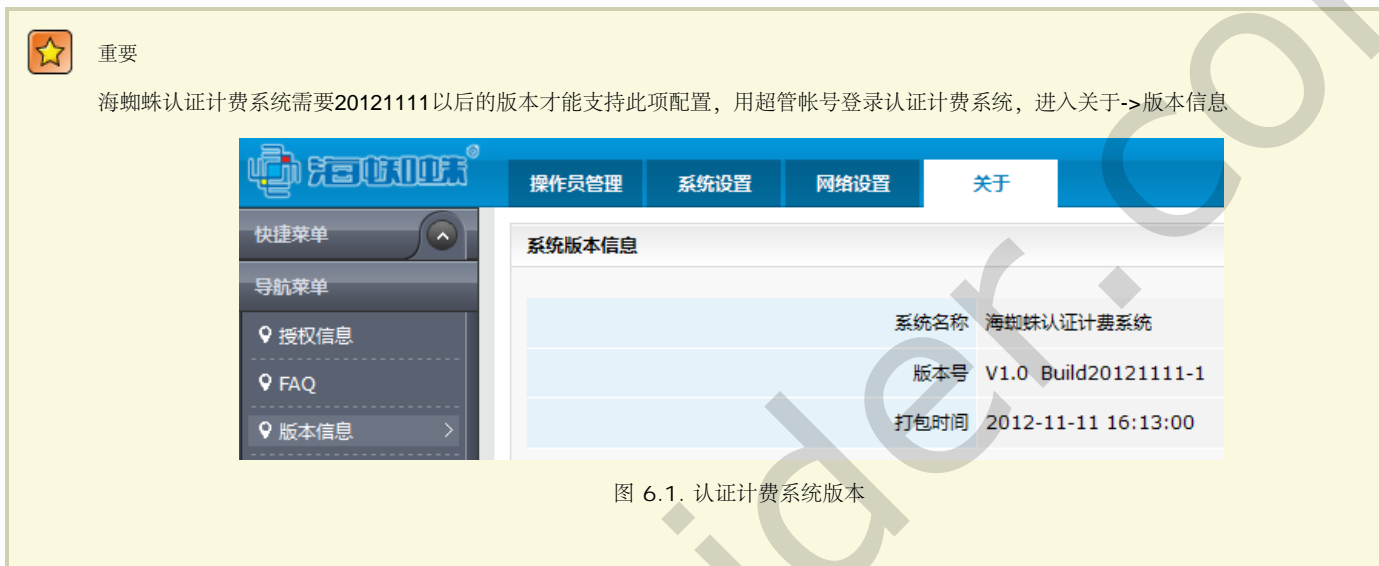 重要
海蜘蛛认证计费系统需要20121111以后的版本才能支持此项配置，用超管帐号登录认证计费系统，进入关于->版本信息
海蜘蛛®
操作员管理 系统设置 网络设置 关于
快捷菜单
系统版本信息
导航菜单
系统名称 海蜘蛛认证计费系统
授权信息
版本号 V1.0 Build20121111-1
FAQ
打包时间 2012-11-11 16:13:00
版本信息 >
图 6.1. 认证计费系统版本
ider.co